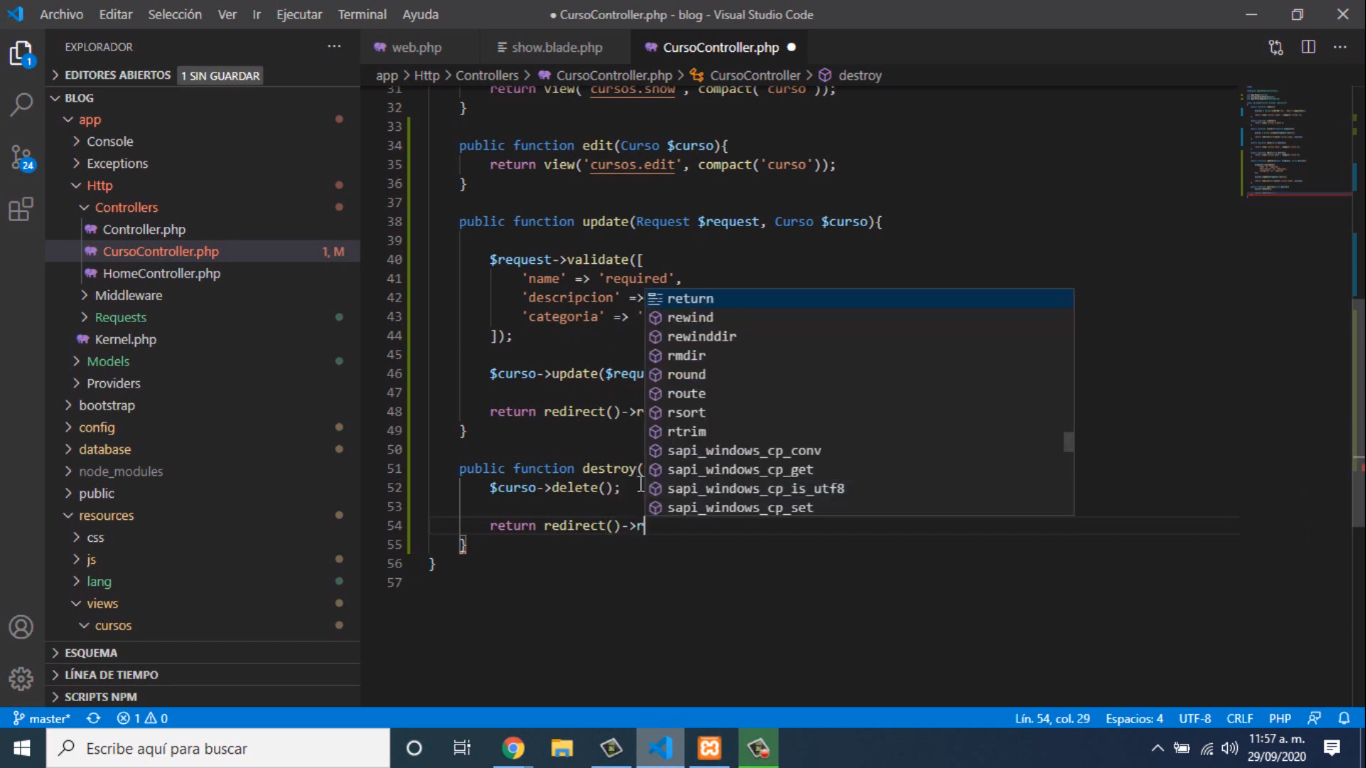 Archivo Editar Selección Ver Ir Ejecutar Terminal Ayuda
● CursoController.php - blog - Visual Studio Code
EXPLORADOR
web.php
show.blade.php
CursoController.php
EDITORES ABIERTOS 1 SIN GUARDAR
app > Http > Controllers > CursoController.php > CursoController > destroy
BLOG
app
Console
Exceptions
Http
Controllers
Controller.php
CursoController.php 1, M
HomeController.php
Middleware
Requests
Kernel.php
Models
Providers
bootstrap
config
database
node_modules
public
resources
css
js
lang
views
cursos
ESQUEMA
LÍNEA DE TIEMPO
SCRIPTS NPM
1
24
31 return view('cursos.show', compact('curso'));
32 }
33
34 public function edit(Curso $curso){
35 return view('cursos.edit', compact('curso'));
36 }
37
38 public function update(Request $request, Curso $curso){
39
40 $request->validate([
41 'name' => 'required',
42 'descripcion' =>
43 'categoria' => '
44 ]);
45
46 $curso->update($requ
47
48 return redirect()->r
49 }
50
51 public function destroy(
52 $curso->delete();
53
54 return redirect()->r
55 }
56 }
57
return
rewind
rewinddir
rmdir
round
route
rsort
rtrim
sapi_windows_cp_conv
sapi_windows_cp_get
sapi_windows_cp_is_utf8
sapi_windows_cp_set
master* 1 0
Lín. 54, col. 29 Espacios: 4 UTF-8 CRLF PHP
Escribe aquí para buscar
11:57 a. m.
29/09/2020